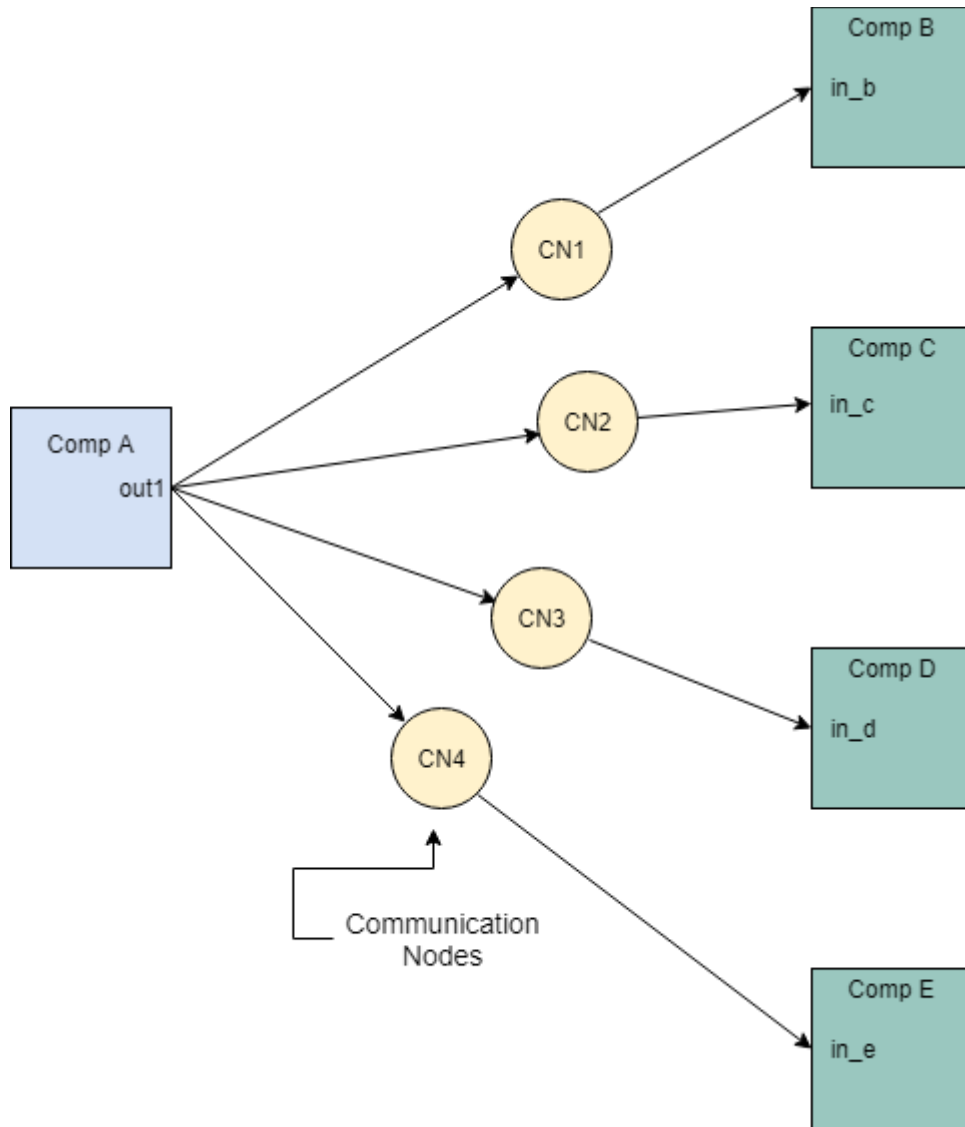 Comp B
in_b
CN1
Comp C
in_c
CN2
Comp A
out1
CN3
Comp D
in_d
CN4
Communication
Nodes
Comp E
in_e